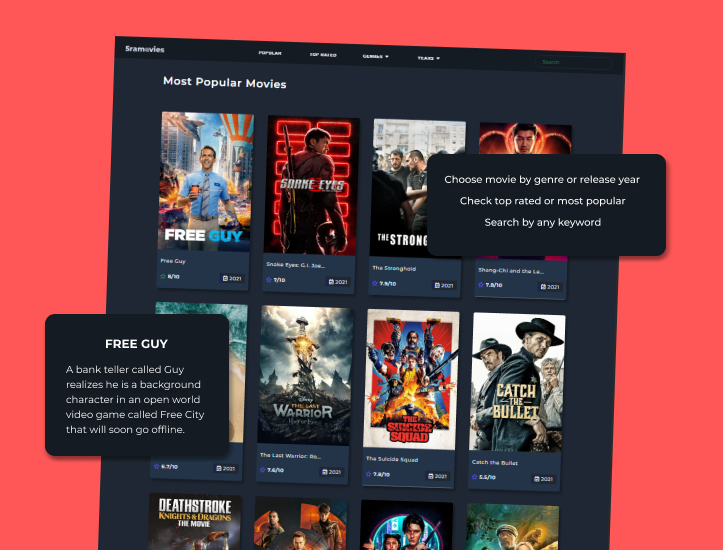 5ramovies
POPULAR
TOP RATED
GENRES
YEARS
Search
Most Popular Movies
FREE GUY
Free Guy
8/10
2021
SNAKE EYES
Snake Eyes: G.I. Joe...
7/10
2021
THE STRONG
The Stronghold
7.9/10
2021
Shang-Chi and the Le...
7.8/10
2021
Choose movie by genre or release year
Check top rated or most popular
Search by any keyword
FREE GUY
A bank teller called Guy
realizes he is a background
character in an open world
video game called Free City
that will soon go offline.
6.7/10
2021
Disney
THE LAST
WARRIOR
The Last Warrior: Ro...
7.6/10
2021
THE
SUICIDE
SQUAD
The Suicide Squad
7.8/10
2021
CATCH
THE
BULLET
Catch the Bullet
5.5/10
2021
DEATHSTROKE
KNIGHTS & DRAGONS
THE MOVIE